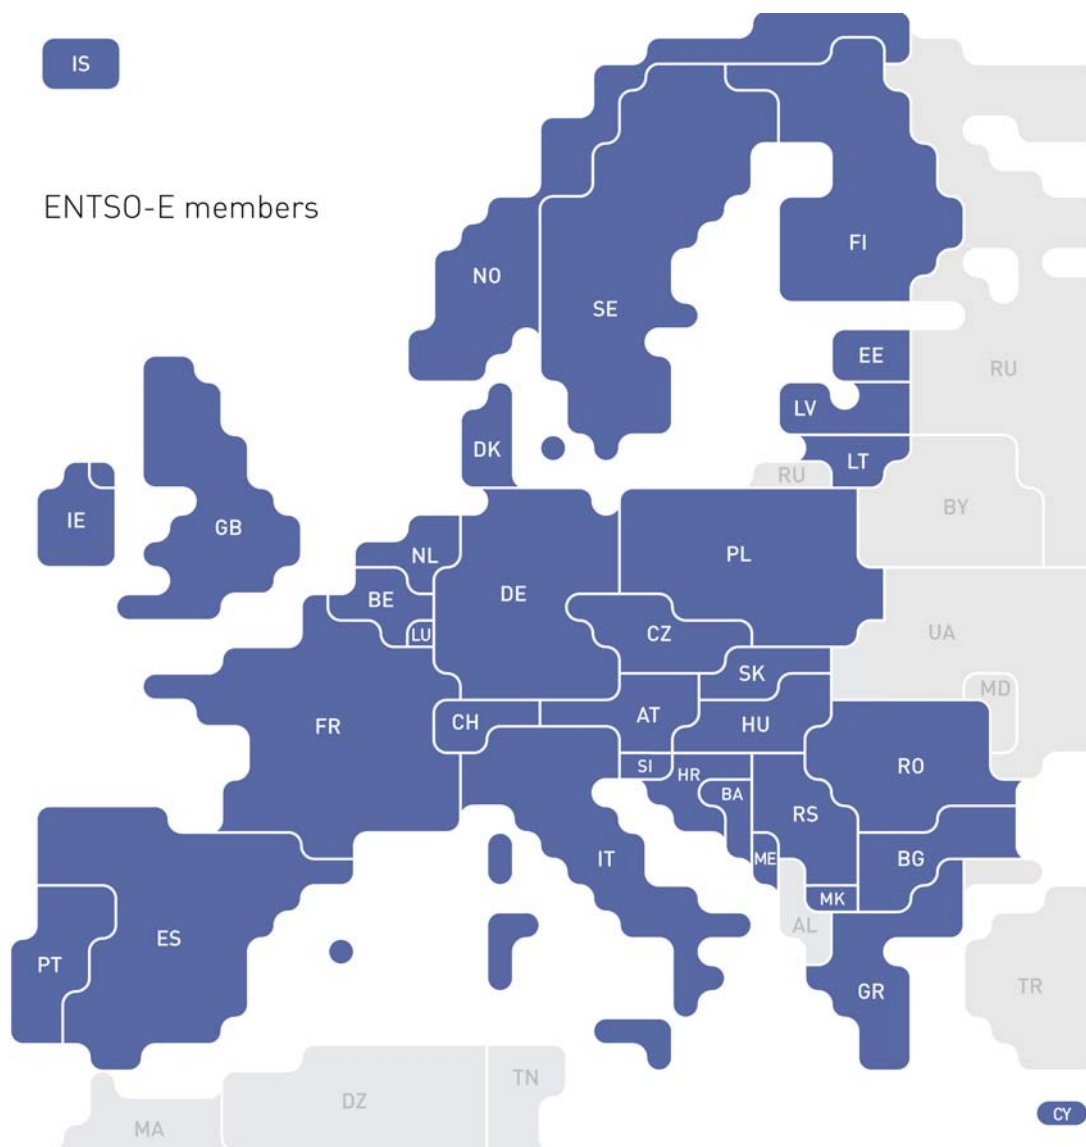 IS
ENTSO-E members
FI
NO
SE
EE
RU
LV
DK
LT
RU
BY
IE
GB
NL
PL
DE
BE
CZ
LU
UA
SK
MD
AT
CH
HU
FR
SI
HR
RO
BA
RS
IT
ME
BG
MK
AL
ES
PT
GR
TR
TN
DZ
CY
MA